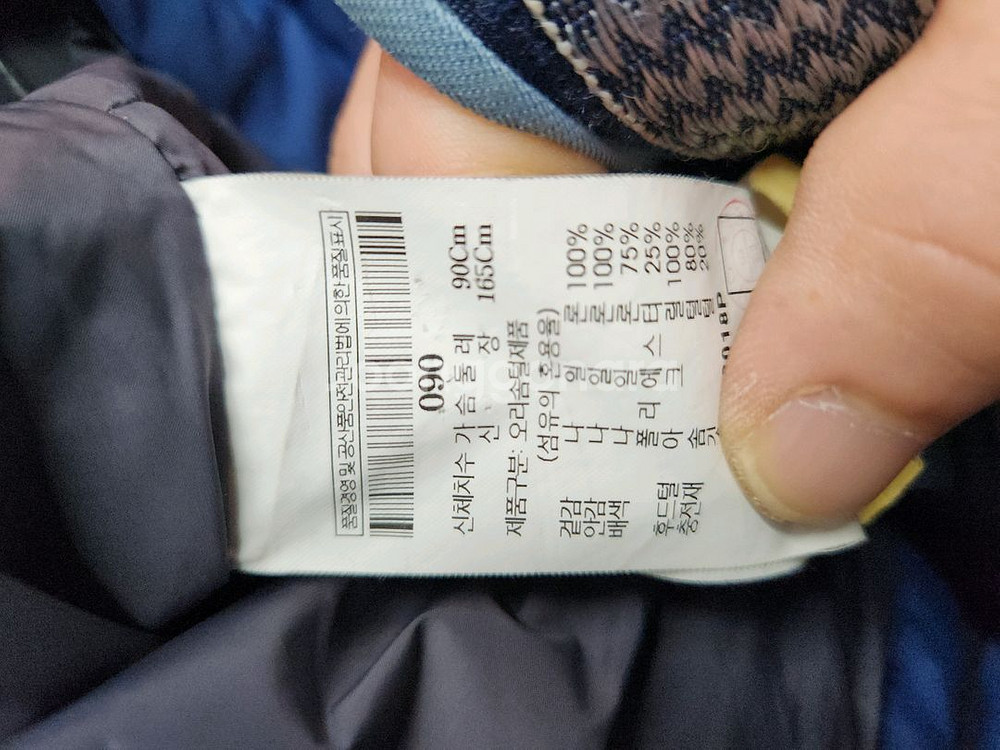 품질경영 및 공산품안전관리법에 의한 품질표시
090
신체치수 가슴둘레 90Cm
신 장 165Cm
제품구분: 오리솜털제품
(섬유의 혼용율)
겉감 나 일 론 100%
안감 나 일 론 100%
배색 나 일 론 75%
폴 리 에 스 터 25%
후드털 아 크 릴 100%
충전재 솜 털 80%
깃 털 20%